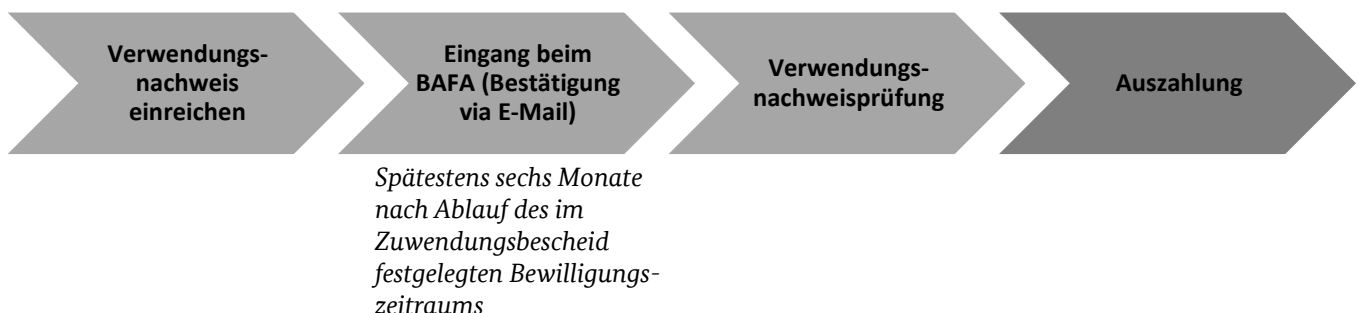 Verwendungs-
nachweis
einreichen
Eingang beim
BAFA (Bestätigung
via E-Mail)
Verwendungs-
nachweisprüfung
Auszahlung
Spätestens sechs Monate
nach Ablauf des im
Zuwendungsbescheid
festgelegten Bewilligungs-
zeitraums